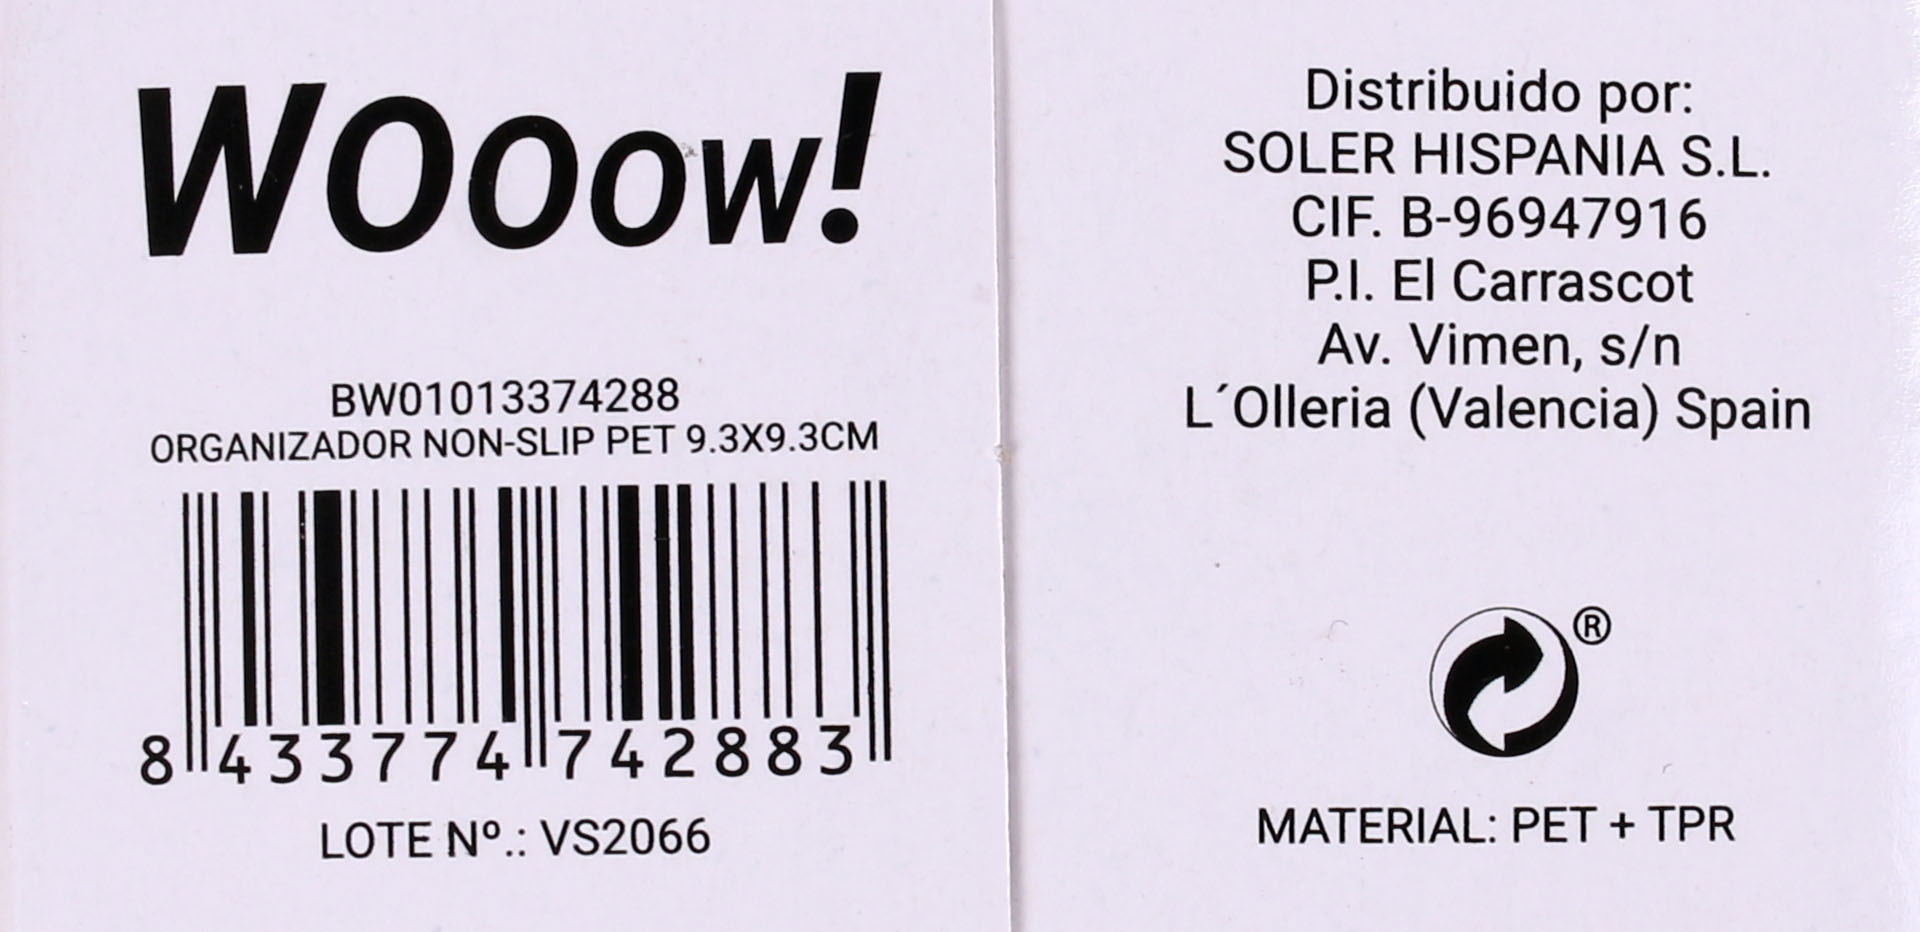 WOoow!
BW01013374288
ORGANIZADOR NON-SLIP PET 9.3X9.3CM
8 433774 742883
LOTE Nº.: VS2066
Distribuido por:
SOLER HISPANIA S.L.
CIF. B-96947916
P.I. El Carrascot
Av. Vimen, s/n
L´Olleria (Valencia) Spain
®
MATERIAL: PET + TPR